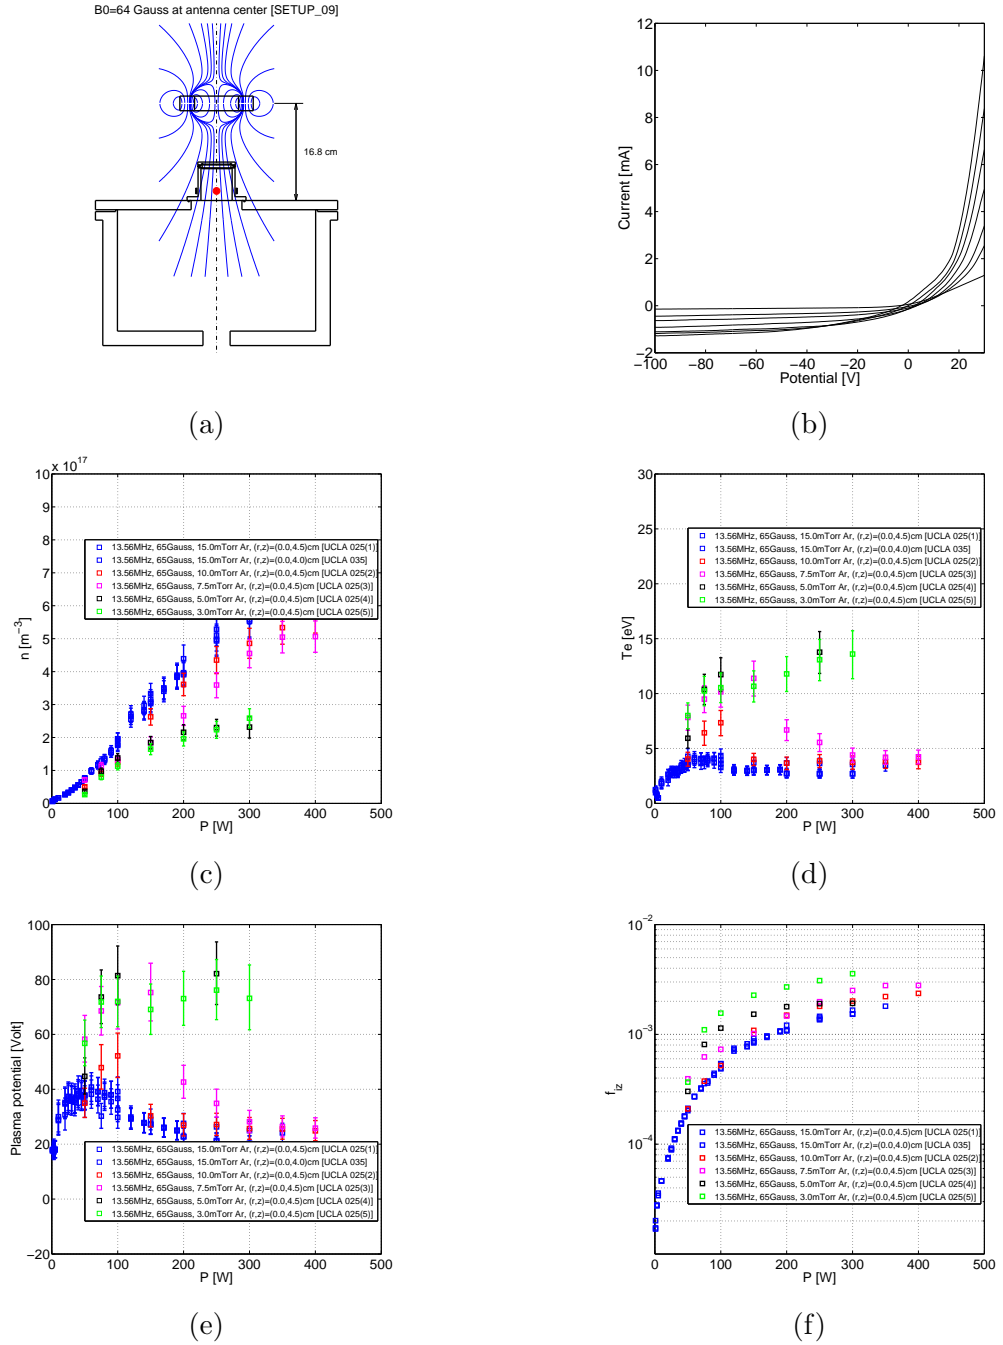 B0=64 Gauss at antenna center [SETUP_09]
16.8 cm
(a)
12
10
8
6
4
2
0
−2
Current [mA]
−100 −80 −60 −40 −20 0 20
Potential [V]
(b)
x 10^17
10
9
8
7
6
5
4
3
2
1
0
n [m^−3]
13.56MHz, 65Gauss, 15.0mTorr Ar, (r,z)=(0.0,4.5)cm [UCLA 025(1)]
13.56MHz, 65Gauss, 15.0mTorr Ar, (r,z)=(0.0,4.0)cm [UCLA 035]
13.56MHz, 65Gauss, 10.0mTorr Ar, (r,z)=(0.0,4.5)cm [UCLA 025(2)]
13.56MHz, 65Gauss, 7.5mTorr Ar, (r,z)=(0.0,4.5)cm [UCLA 025(3)]
13.56MHz, 65Gauss, 5.0mTorr Ar, (r,z)=(0.0,4.5)cm [UCLA 025(4)]
13.56MHz, 65Gauss, 3.0mTorr Ar, (r,z)=(0.0,4.5)cm [UCLA 025(5)]
0 100 200 300 400 500
P [W]
(c)
30
25
20
15
10
5
0
Te [eV]
13.56MHz, 65Gauss, 15.0mTorr Ar, (r,z)=(0.0,4.5)cm [UCLA 025(1)]
13.56MHz, 65Gauss, 15.0mTorr Ar, (r,z)=(0.0,4.0)cm [UCLA 035]
13.56MHz, 65Gauss, 10.0mTorr Ar, (r,z)=(0.0,4.5)cm [UCLA 025(2)]
13.56MHz, 65Gauss, 7.5mTorr Ar, (r,z)=(0.0,4.5)cm [UCLA 025(3)]
13.56MHz, 65Gauss, 5.0mTorr Ar, (r,z)=(0.0,4.5)cm [UCLA 025(4)]
13.56MHz, 65Gauss, 3.0mTorr Ar, (r,z)=(0.0,4.5)cm [UCLA 025(5)]
0 100 200 300 400 500
P [W]
(d)
100
80
60
40
20
0
−20
Plasma potential [Volt]
13.56MHz, 65Gauss, 15.0mTorr Ar, (r,z)=(0.0,4.5)cm [UCLA 025(1)]
13.56MHz, 65Gauss, 15.0mTorr Ar, (r,z)=(0.0,4.0)cm [UCLA 035]
13.56MHz, 65Gauss, 10.0mTorr Ar, (r,z)=(0.0,4.5)cm [UCLA 025(2)]
13.56MHz, 65Gauss, 7.5mTorr Ar, (r,z)=(0.0,4.5)cm [UCLA 025(3)]
13.56MHz, 65Gauss, 5.0mTorr Ar, (r,z)=(0.0,4.5)cm [UCLA 025(4)]
13.56MHz, 65Gauss, 3.0mTorr Ar, (r,z)=(0.0,4.5)cm [UCLA 025(5)]
0 100 200 300 400 500
P [W]
(e)
10^−2
10^−3
10^−4
f_iz
13.56MHz, 65Gauss, 15.0mTorr Ar, (r,z)=(0.0,4.5)cm [UCLA 025(1)]
13.56MHz, 65Gauss, 15.0mTorr Ar, (r,z)=(0.0,4.0)cm [UCLA 035]
13.56MHz, 65Gauss, 10.0mTorr Ar, (r,z)=(0.0,4.5)cm [UCLA 025(2)]
13.56MHz, 65Gauss, 7.5mTorr Ar, (r,z)=(0.0,4.5)cm [UCLA 025(3)]
13.56MHz, 65Gauss, 5.0mTorr Ar, (r,z)=(0.0,4.5)cm [UCLA 025(4)]
13.56MHz, 65Gauss, 3.0mTorr Ar, (r,z)=(0.0,4.5)cm [UCLA 025(5)]
0 100 200 300 400 500
P [W]
(f)